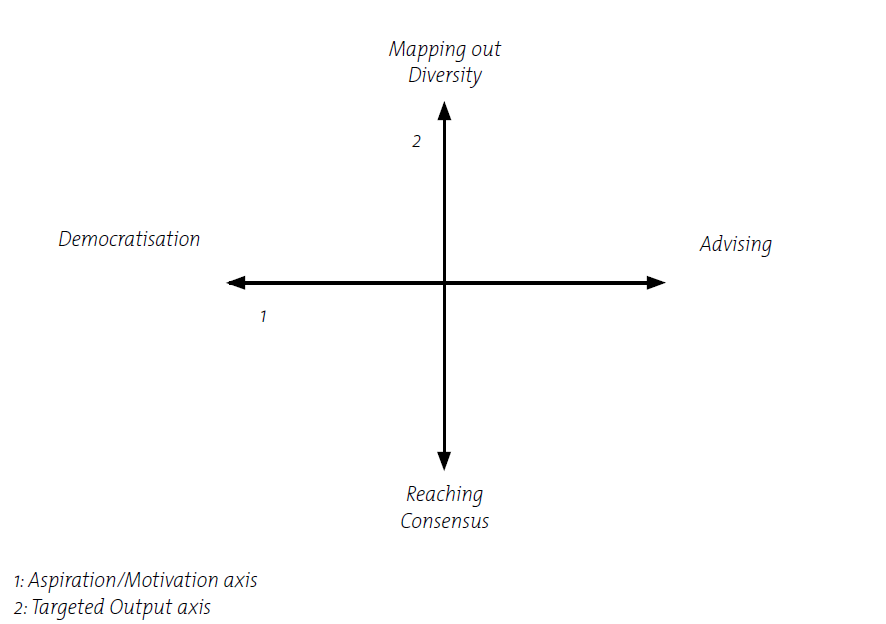 Mapping out
Diversity
2
Democratisation
Advising
1
Reaching
Consensus
1: Aspiration/Motivation axis
2: Targeted Output axis